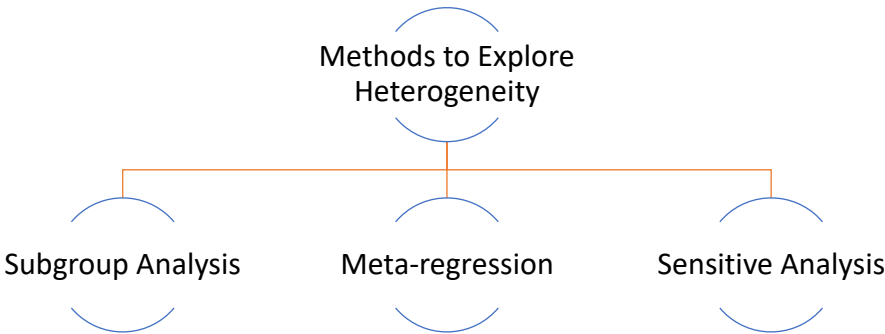 Methods to Explore
Heterogeneity
Subgroup Analysis
Meta-regression
Sensitive Analysis